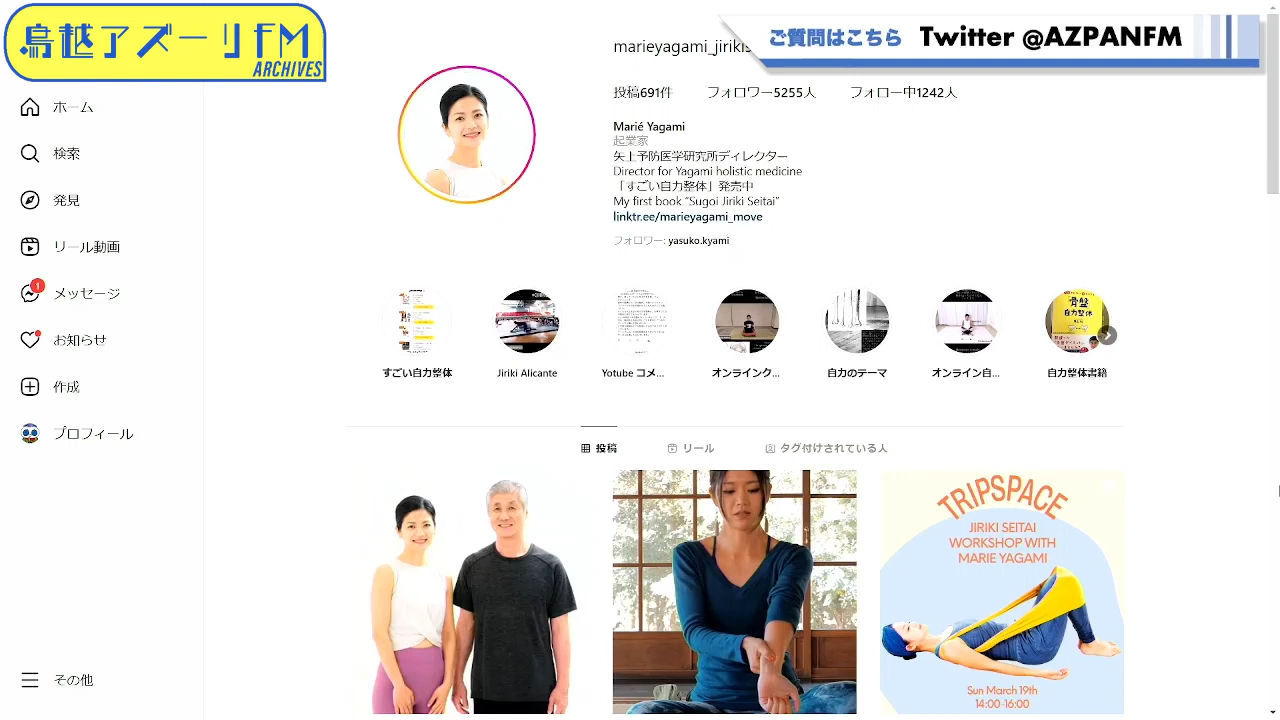 鳥越アズーリFM
ARCHIVES
ご質問はこちら Twitter @AZPANFM
marieyagami_jirikis
投稿691件 フォロワー5255人 フォロー中1242人
Marié Yagami
起業家
矢上予防医学研究所ディレクター
Director for Yagami holistic medicine
「すごい自力整体」発売中
My first book “Sugoi Jiriki Seitai”
linktr.ee/marieyagami_move
フォロワー: yasuko.kyami
ホーム
検索
発見
リール動画
1
メッセージ
お知らせ
作成
プロフィール
その他
骨盤
自力整体
すごい自力整体
Jiriki Alicante
Yotube コメ...
オンラインク...
自力のテーマ
オンライン自...
自力整体書籍
投稿
リール
タグ付けされている人
TRIPSPACE
JIRIKI SEITAI
WORKSHOP WITH
MARIE YAGAMI
Sun March 19th
14:00-16:00